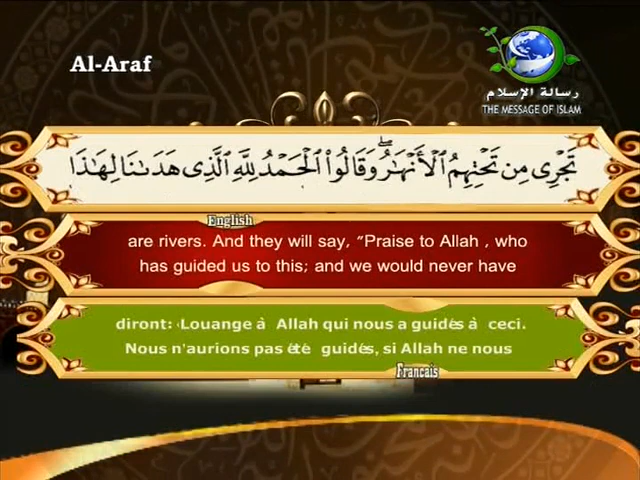 Al-Araf
رسالة الإسلام
THE MESSAGE OF ISLAM
تَجْرِى مِن تَحْتِهِمُ ٱلْأَنْهَٰرُ ۖ وَقَالُوا۟ ٱلْحَمْدُ لِلَّهِ ٱلَّذِى هَدَىٰنَا لِهَٰذَا
English
are rivers. And they will say, "Praise to Allah , who
has guided us to this; and we would never have
diront: Louange à Allah qui nous a guidés à ceci.
Nous n'aurions pas été guidés, si Allah ne nous
Francais